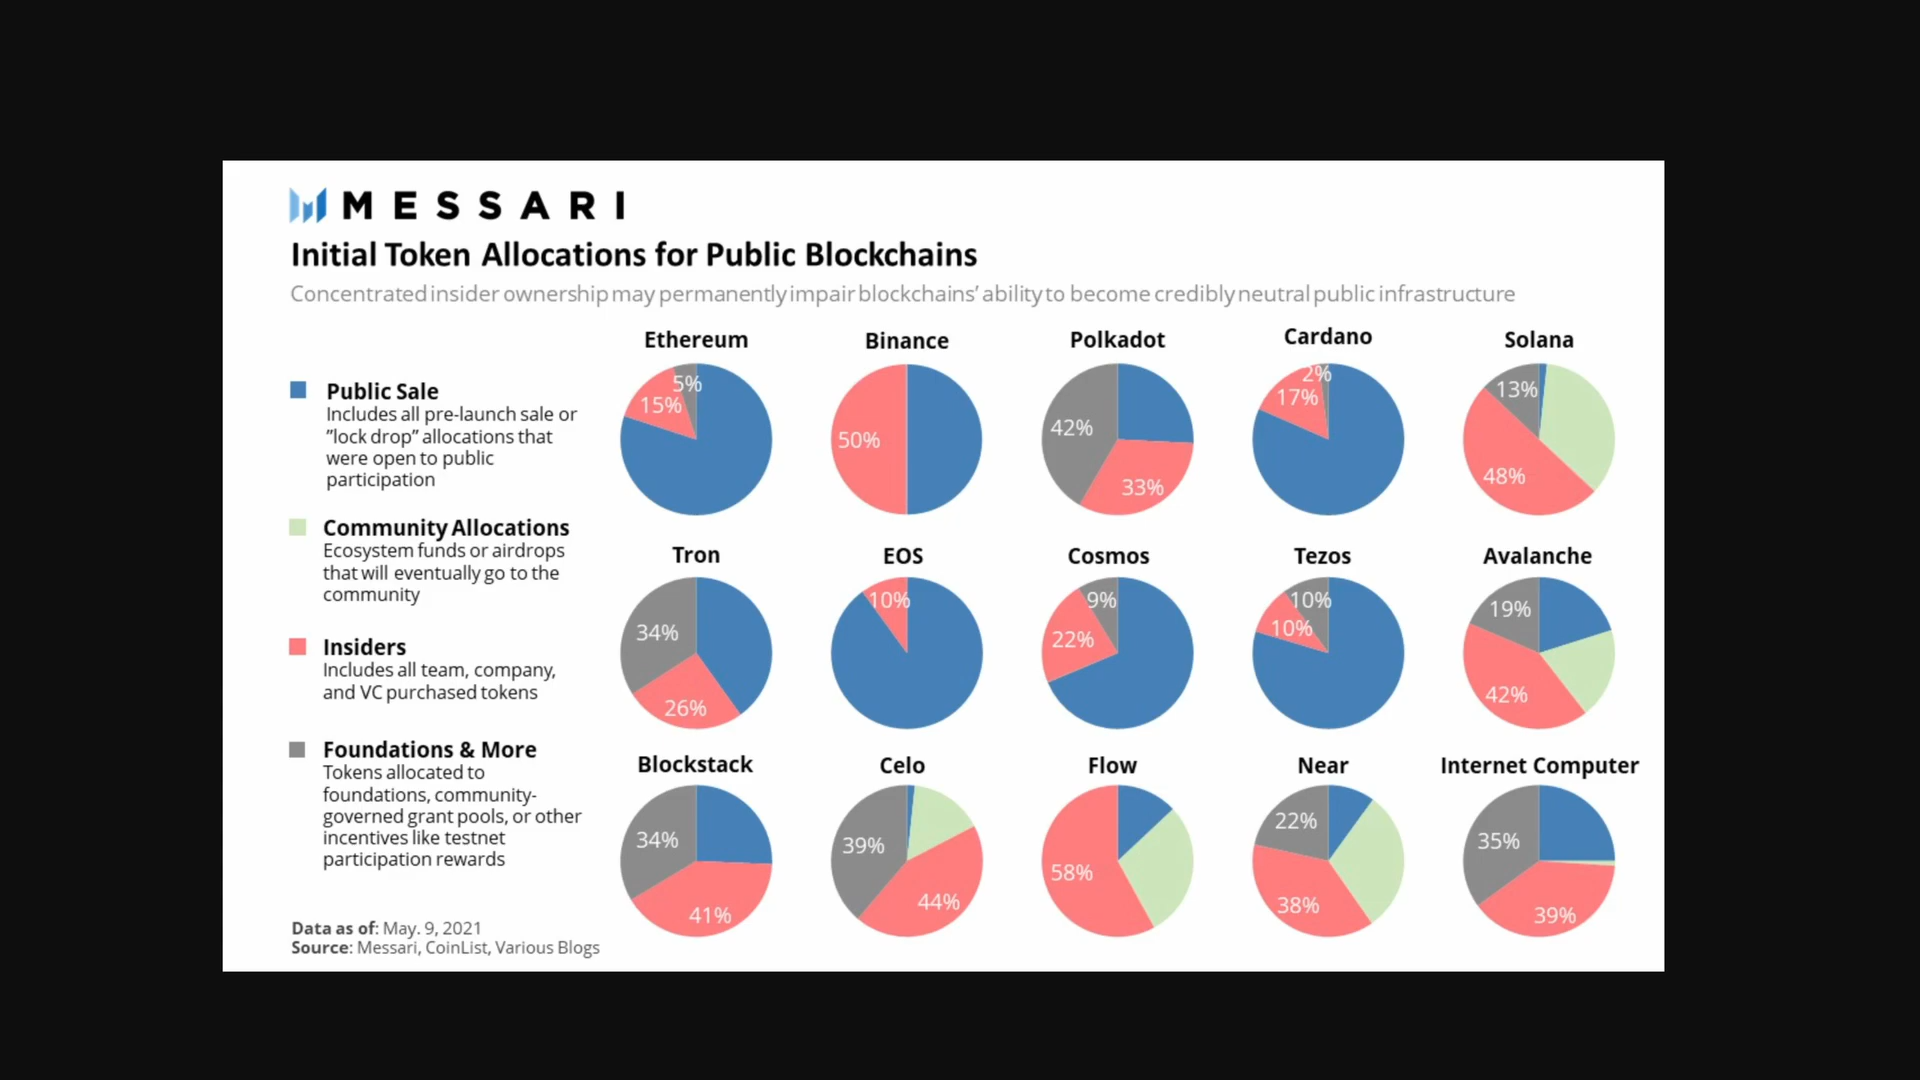 MESSARI
Initial Token Allocations for Public Blockchains
Concentrated insider ownership may permanently impair blockchains' ability to become credibly neutral public infrastructure
Public Sale
Includes all pre-launch sale or
"lock drop" allocations that
were open to public
participation
Community Allocations
Ecosystem funds or airdrops
that will eventually go to the
community
Insiders
Includes all team, company,
and VC purchased tokens
Foundations & More
Tokens allocated to
foundations, community-
governed grant pools, or other
incentives like testnet
participation rewards
Data as of: May. 9, 2021
Source: Messari, CoinList, Various Blogs
Ethereum
5%
15%
Binance
50%
Polkadot
42%
33%
Cardano
2%
17%
Solana
13%
48%
Tron
34%
26%
EOS
10%
Cosmos
9%
22%
Tezos
10%
10%
Avalanche
19%
42%
Blockstack
34%
41%
Celo
39%
44%
Flow
58%
Near
22%
38%
Internet Computer
35%
39%